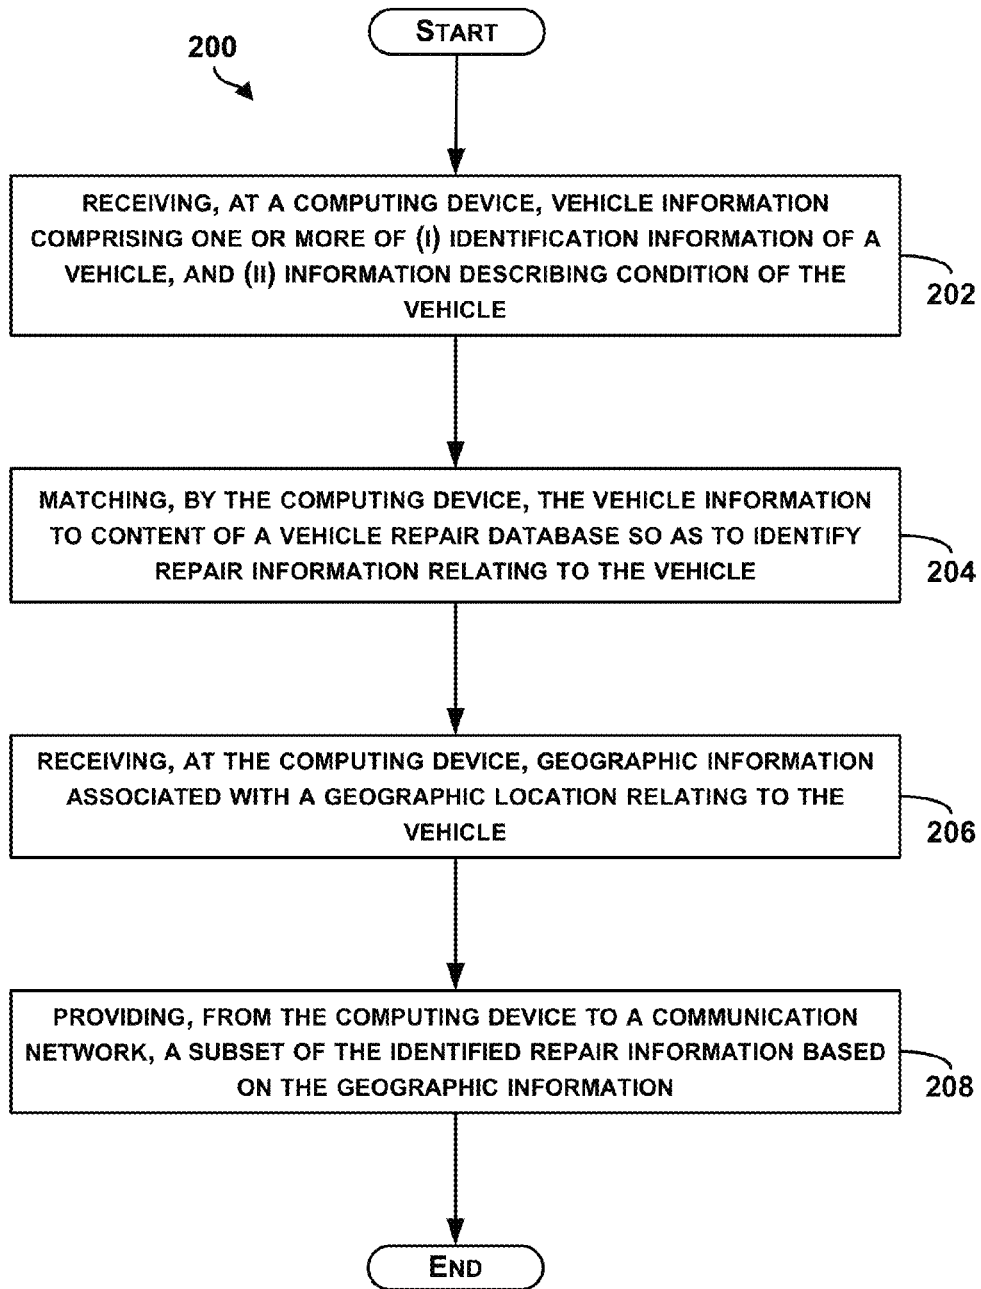 START
200
RECEIVING, AT A COMPUTING DEVICE, VEHICLE INFORMATION
COMPRISING ONE OR MORE OF (I) IDENTIFICATION INFORMATION OF A
VEHICLE, AND (II) INFORMATION DESCRIBING CONDITION OF THE
VEHICLE
202
MATCHING, BY THE COMPUTING DEVICE, THE VEHICLE INFORMATION
TO CONTENT OF A VEHICLE REPAIR DATABASE SO AS TO IDENTIFY
REPAIR INFORMATION RELATING TO THE VEHICLE
204
RECEIVING, AT THE COMPUTING DEVICE, GEOGRAPHIC INFORMATION
ASSOCIATED WITH A GEOGRAPHIC LOCATION RELATING TO THE
VEHICLE
206
PROVIDING, FROM THE COMPUTING DEVICE TO A COMMUNICATION
NETWORK, A SUBSET OF THE IDENTIFIED REPAIR INFORMATION BASED
ON THE GEOGRAPHIC INFORMATION
208
END